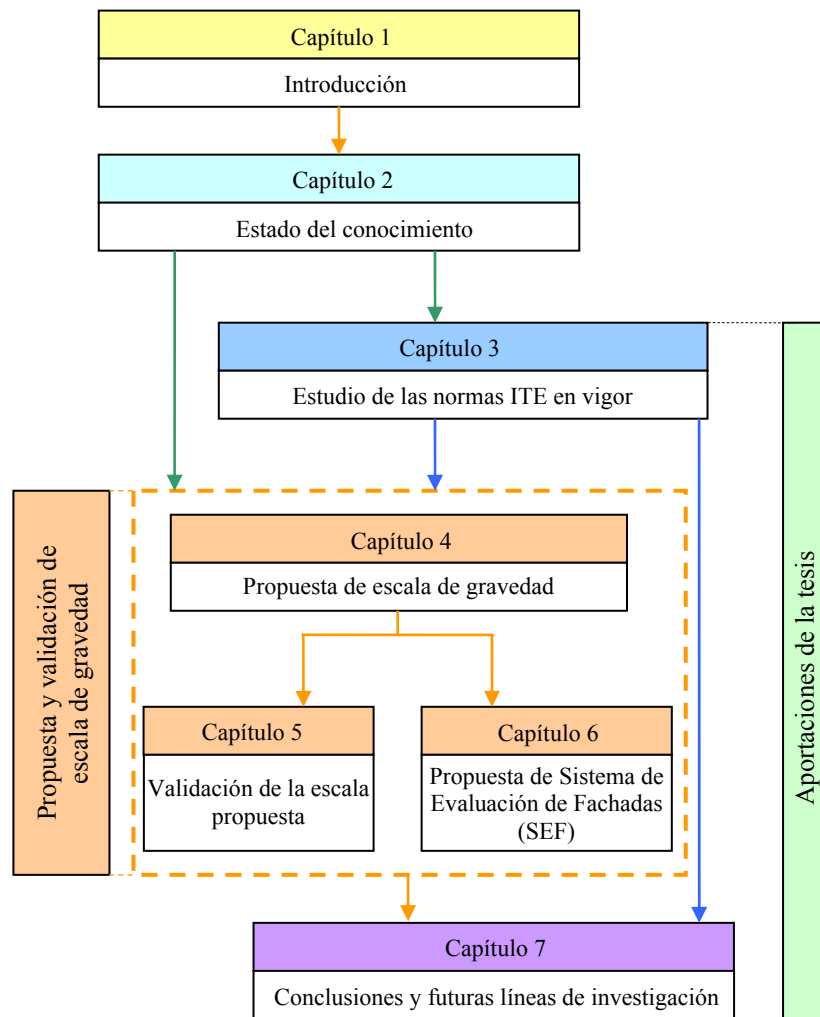 Capítulo 1
Introducción
Capítulo 2
Estado del conocimiento
Capítulo 3
Estudio de las normas ITE en vigor
Propuesta y validación de
escala de gravedad
Capítulo 4
Propuesta de escala de gravedad
Capítulo 5
Validación de la escala
propuesta
Capítulo 6
Propuesta de Sistema de
Evaluación de Fachadas
(SEF)
Aportaciones de la tesis
Capítulo 7
Conclusiones y futuras líneas de investigación